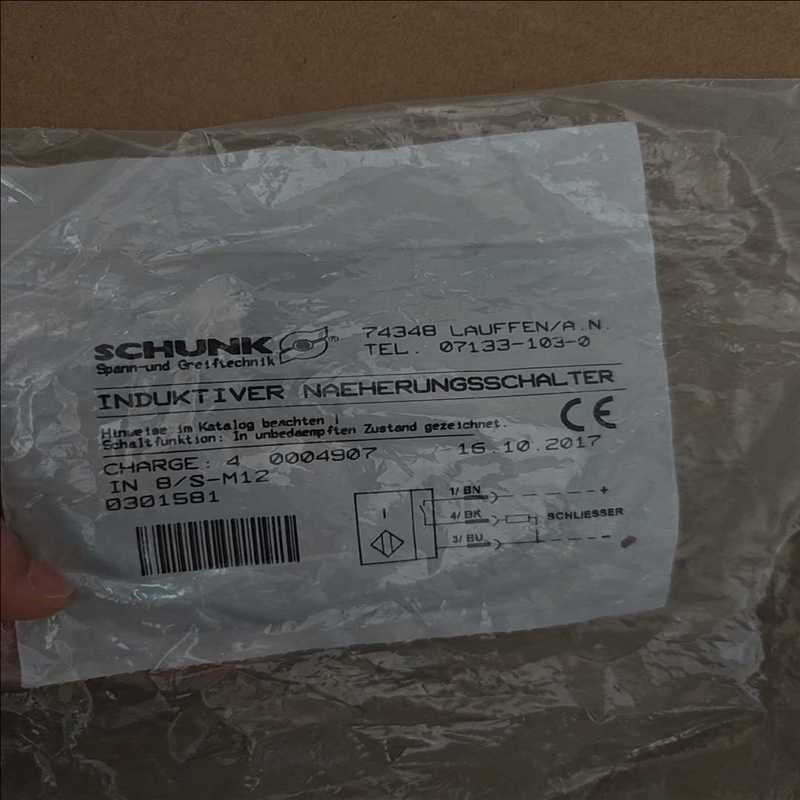 SCHUNK ®
Spann-und Greiftechnik
74348 LAUFFEN/A.N.
TEL. 07133-103-0
INDUKTIVER NAEHERUNGSSCHALTER
Hinweise im Katalog beachten !
Schaltfunktion: In unbedaempften Zustand gezeichnet.
CE
CHARGE: 4 0004907 16.10.2017
IN 8/S-M12
0301581
I
1/ BN +
4/ BK SCHLIESSER
3/ BU -